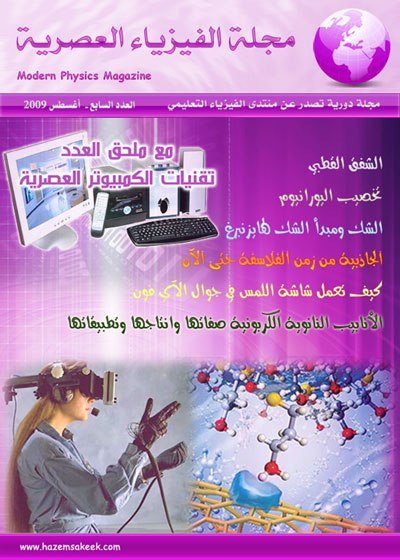 مجلة الفيزياء العصرية
Modern Physics Magazine
مجلة دورية تصدر عن منتدى الفيزياء التعليمي
العدد السابع - أغسطس 2009
مع ملحق العدد
تقنيات الكمبيوتر العصرية
الشفق القطبي
تخصيب اليورانيوم
الشك ومبدأ الشك لهايزنبرغ
الجاذبية من زمن الفلاسفة حتى الآن
كيف تعمل شاشة اللمس في جوال الآي فون
الأنابيب النانوية الكربونية صفاتها وانتاجها وتطبيقاتها
www.hazemsakeek.com